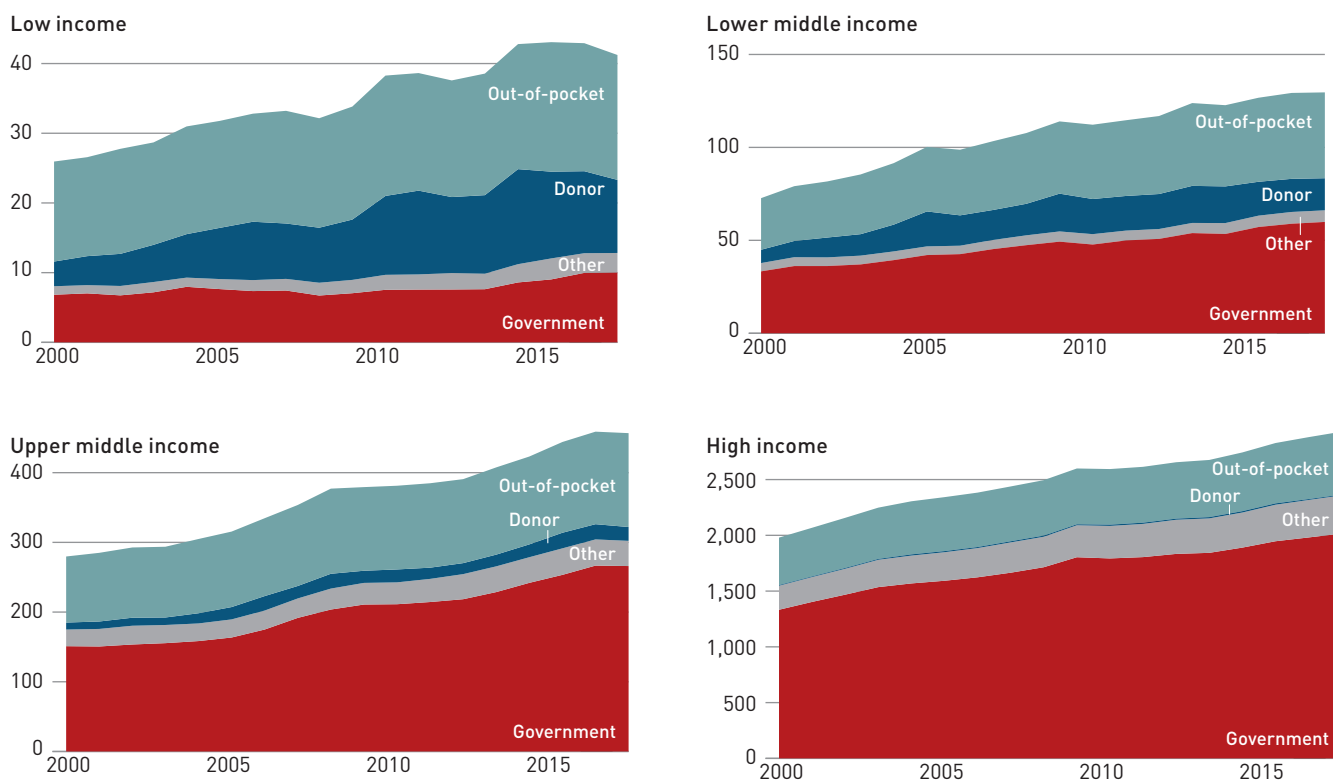 Low income
40
30
20
10
0
Out-of-pocket
Donor
Other
Government
2000 2005 2010 2015
Lower middle income
150
100
50
0
Out-of-pocket
Donor
Other
Government
2000 2005 2010 2015
Upper middle income
400
300
200
100
0
Out-of-pocket
Donor
Other
Government
2000 2005 2010 2015
High income
2,500
2,000
1,500
1,000
500
0
Out-of-pocket
Donor
Other
Government
2000 2005 2010 2015